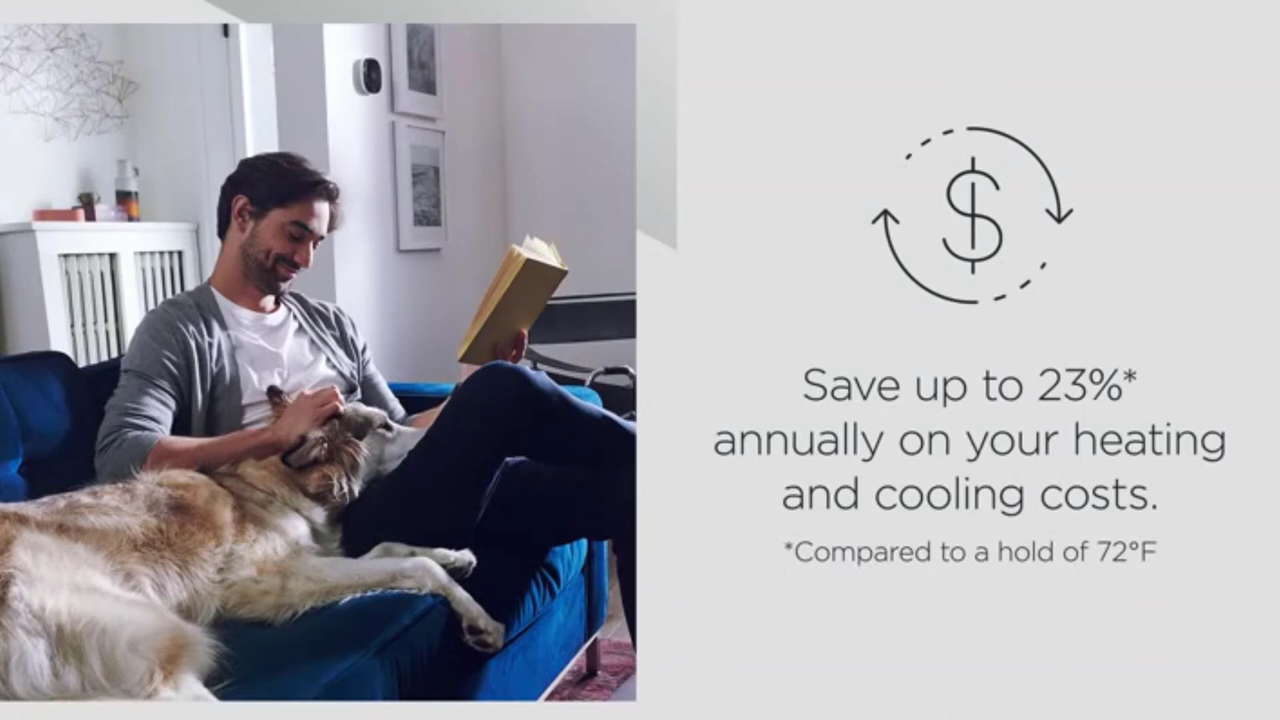 Save up to 23%*
annually on your heating
and cooling costs.
*Compared to a hold of 72°F